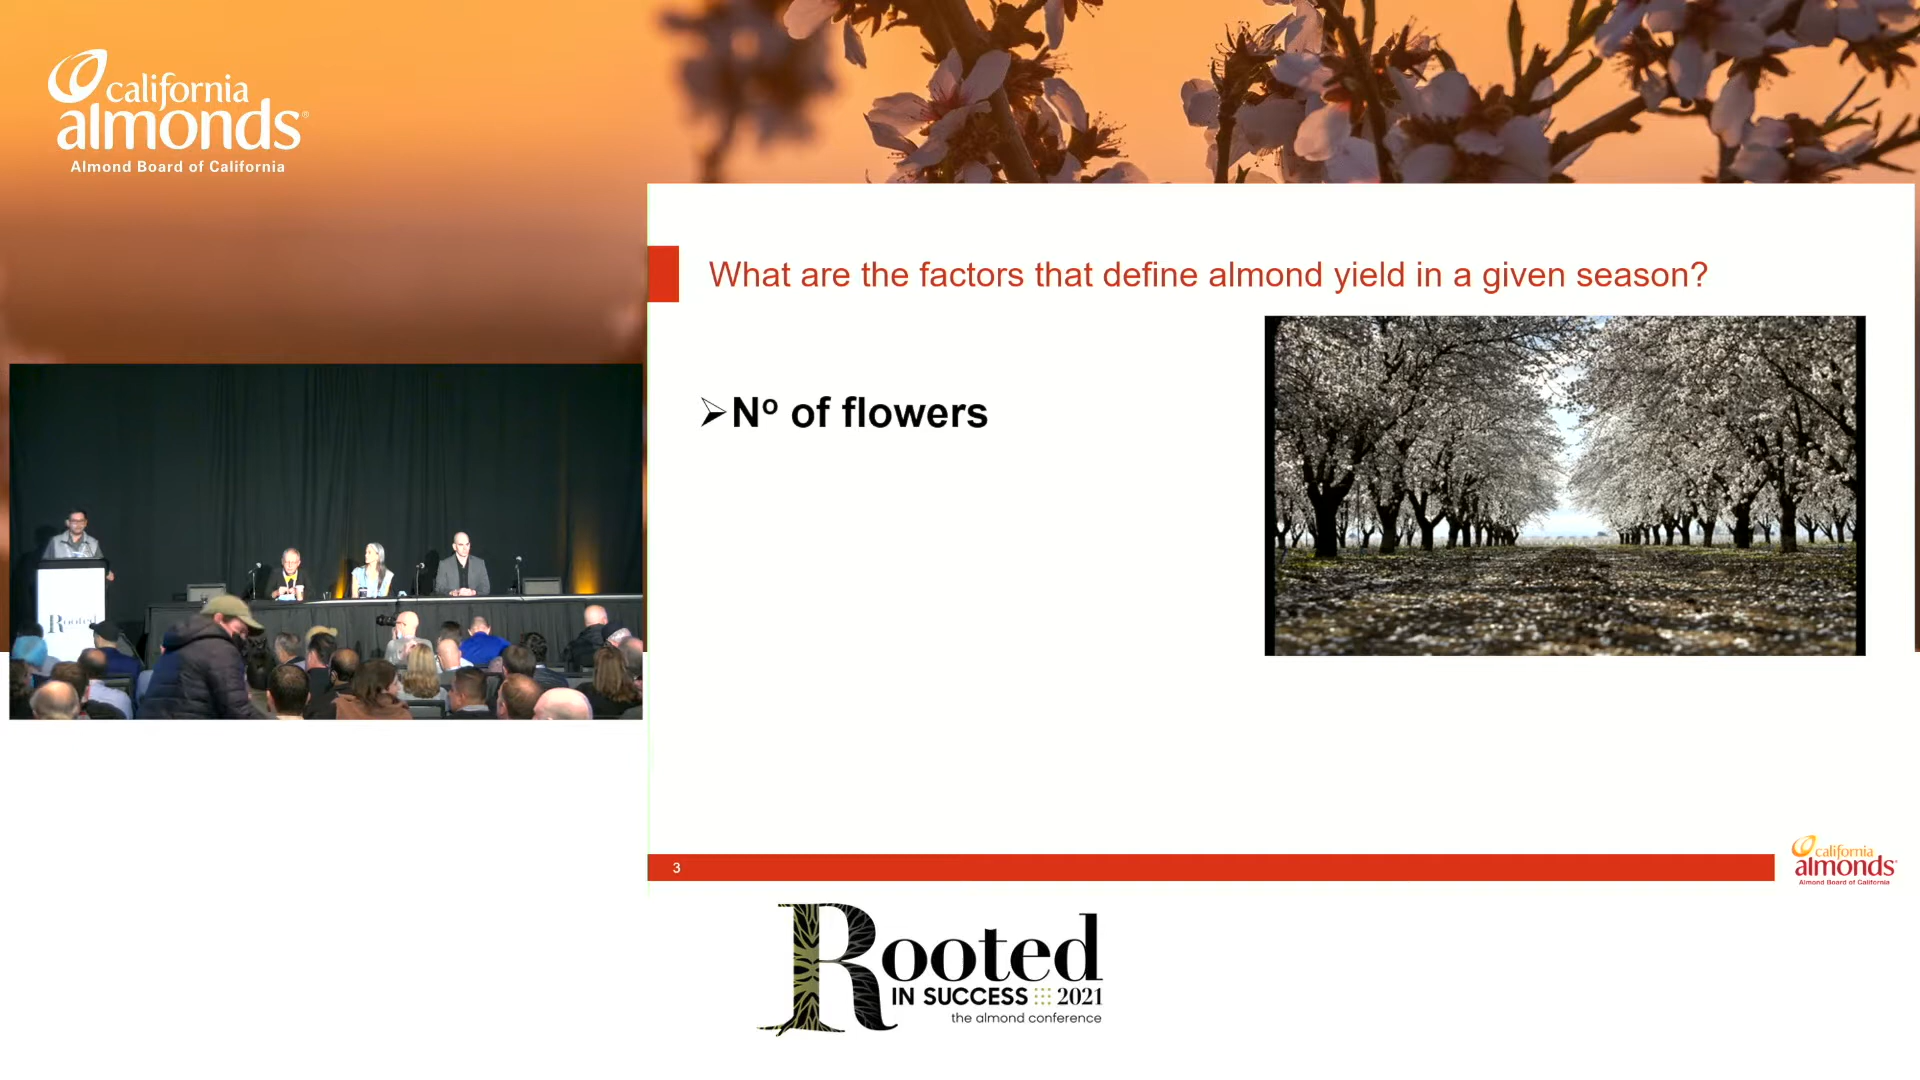 california
almonds®
Almond Board of California
What are the factors that define almond yield in a given season?
➢Nº of flowers
Rooted
3
california
almonds®
Almond Board of California
Rooted
IN SUCCESS 2021
the almond conference